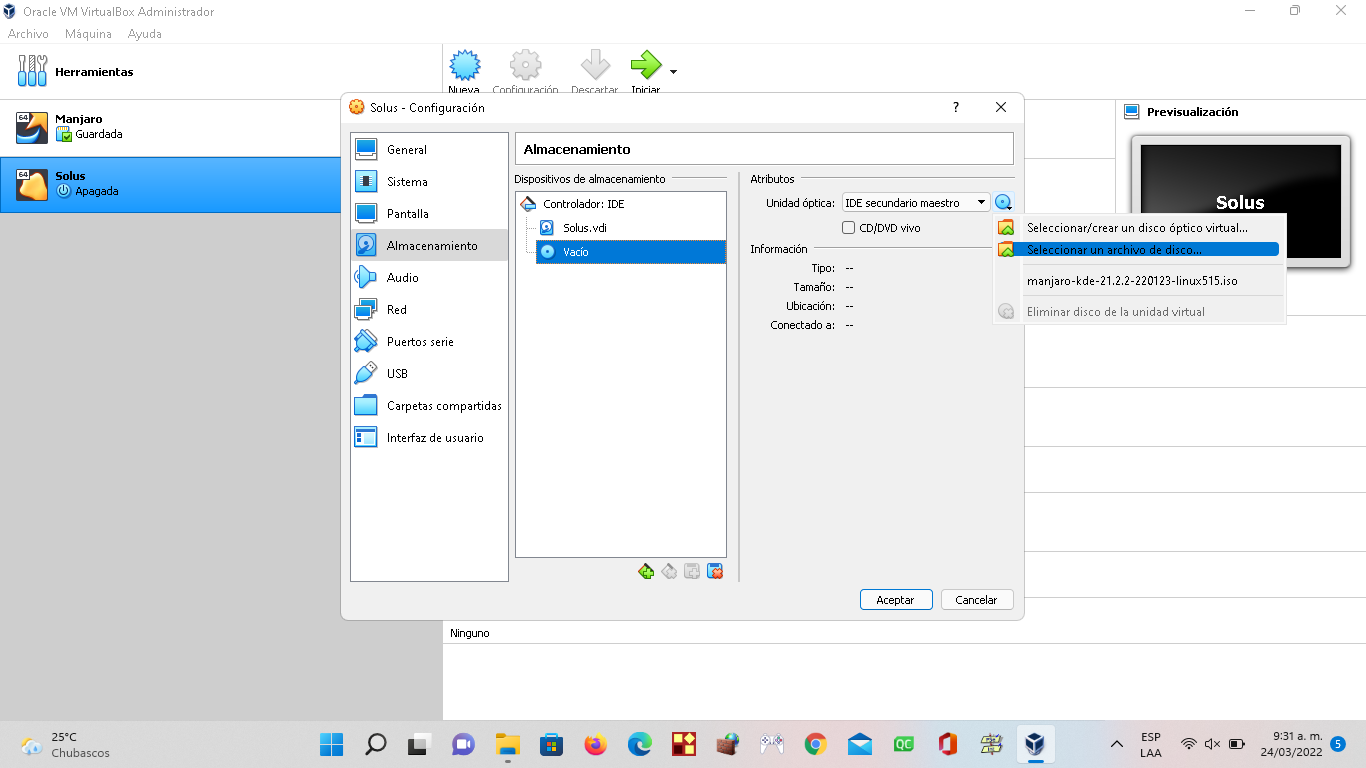 Oracle VM VirtualBox Administrador
Archivo Máquina Ayuda
Herramientas
Nueva Configuración Descartar Iniciar
64
Manjaro
Guardada
64
Solus
Apagada
Solus - Configuración
?
General
Sistema
Pantalla
Almacenamiento
Audio
Red
Puertos serie
USB
Carpetas compartidas
Interfaz de usuario
Almacenamiento
Dispositivos de almacenamiento
Controlador: IDE
Solus.vdi
Vacío
Atributos
Unidad óptica: IDE secundario maestro
CD/DVD vivo
Información
Tipo: --
Tamaño: --
Ubicación: --
Conectado a: --
Seleccionar/crear un disco óptico virtual...
Seleccionar un archivo de disco...
manjaro-kde-21.2.2-220123-linux515.iso
Eliminar disco de la unidad virtual
Previsualización
Solus
Aceptar Cancelar
Ninguno
25°C
Chubascos
QC
ESP
LAA
9:31 a. m.
24/03/2022
5